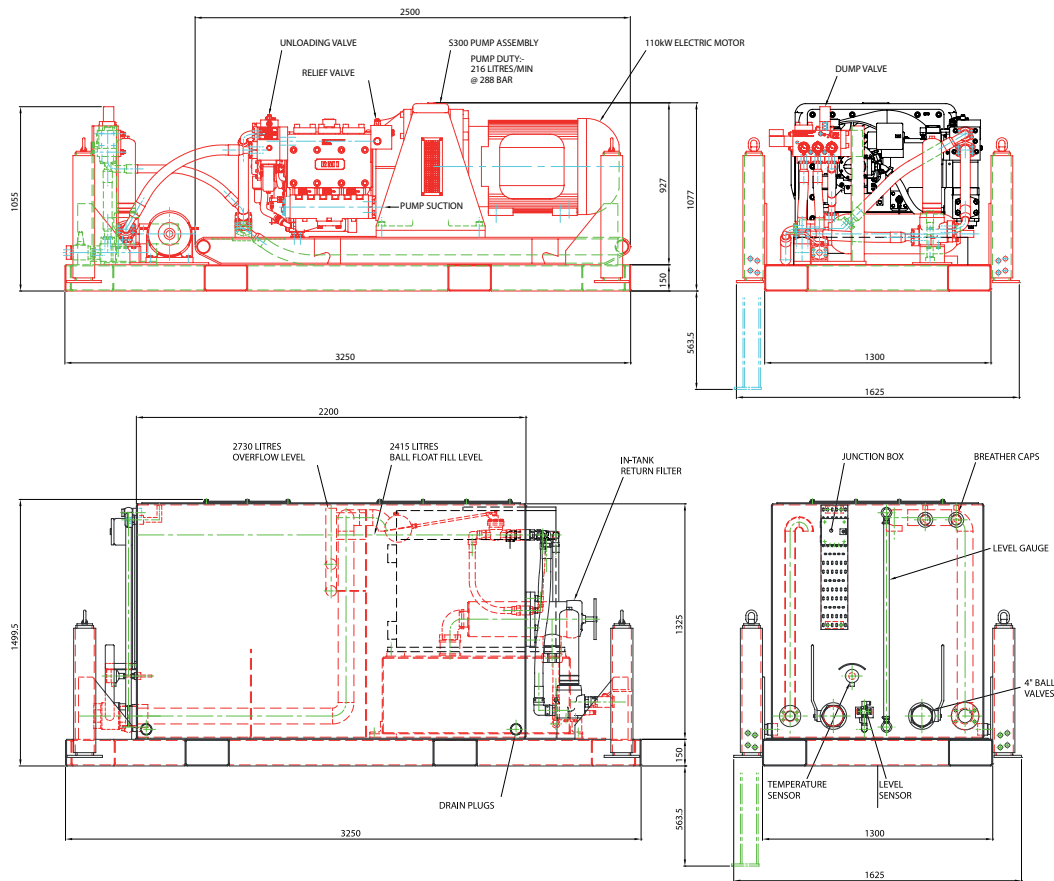 2500
UNLOADING VALVE
S300 PUMP ASSEMBLY
110kW ELECTRIC MOTOR
PUMP DUTY:-
216 LITRES/MIN
@ 288 BAR
RELIEF VALVE
DUMP VALVE
1055
927
1077
PUMP SUCTION
150
563.5
3250
1300
1625
2200
2730 LITRES
OVERFLOW LEVEL
2415 LITRES
BALL FLOAT FILL LEVEL
IN-TANK
RETURN FILTER
JUNCTION BOX
BREATHER CAPS
LEVEL GAUGE
1499.5
1325
4" BALL
VALVES
150
DRAIN PLUGS
TEMPERATURE
SENSOR
LEVEL
SENSOR
563.5
3250
1300
1625